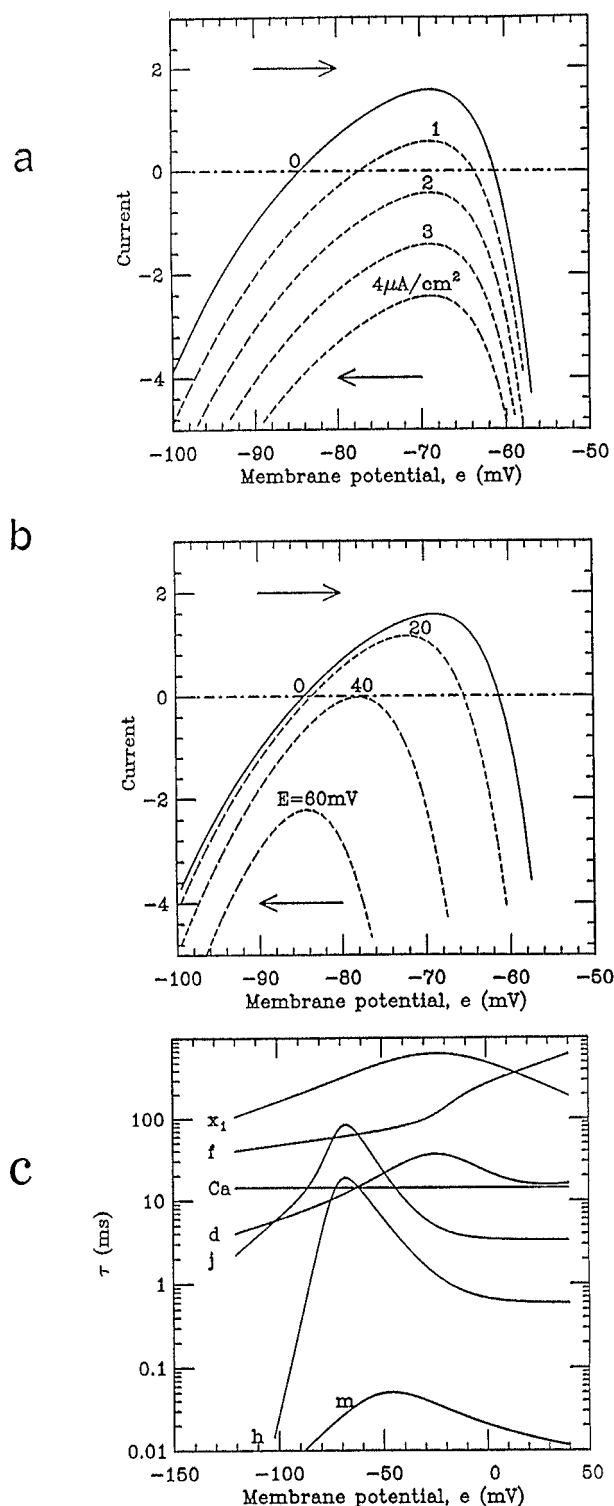 a
Current
2
0
-2
-4
0
1
2
3
4μA/cm²
-100
-90
-80
-70
-60
-50
Membrane potential, e (mV)
b
Current
2
0
-2
-4
0
20
40
E=60mV
-100
-90
-80
-70
-60
-50
Membrane potential, e (mV)
c
τ (ms)
100
10
1
0.1
0.01
x₁
f
Ca
d
j
h
m
-150
-100
-50
0
50
Membrane potential, e (mV)